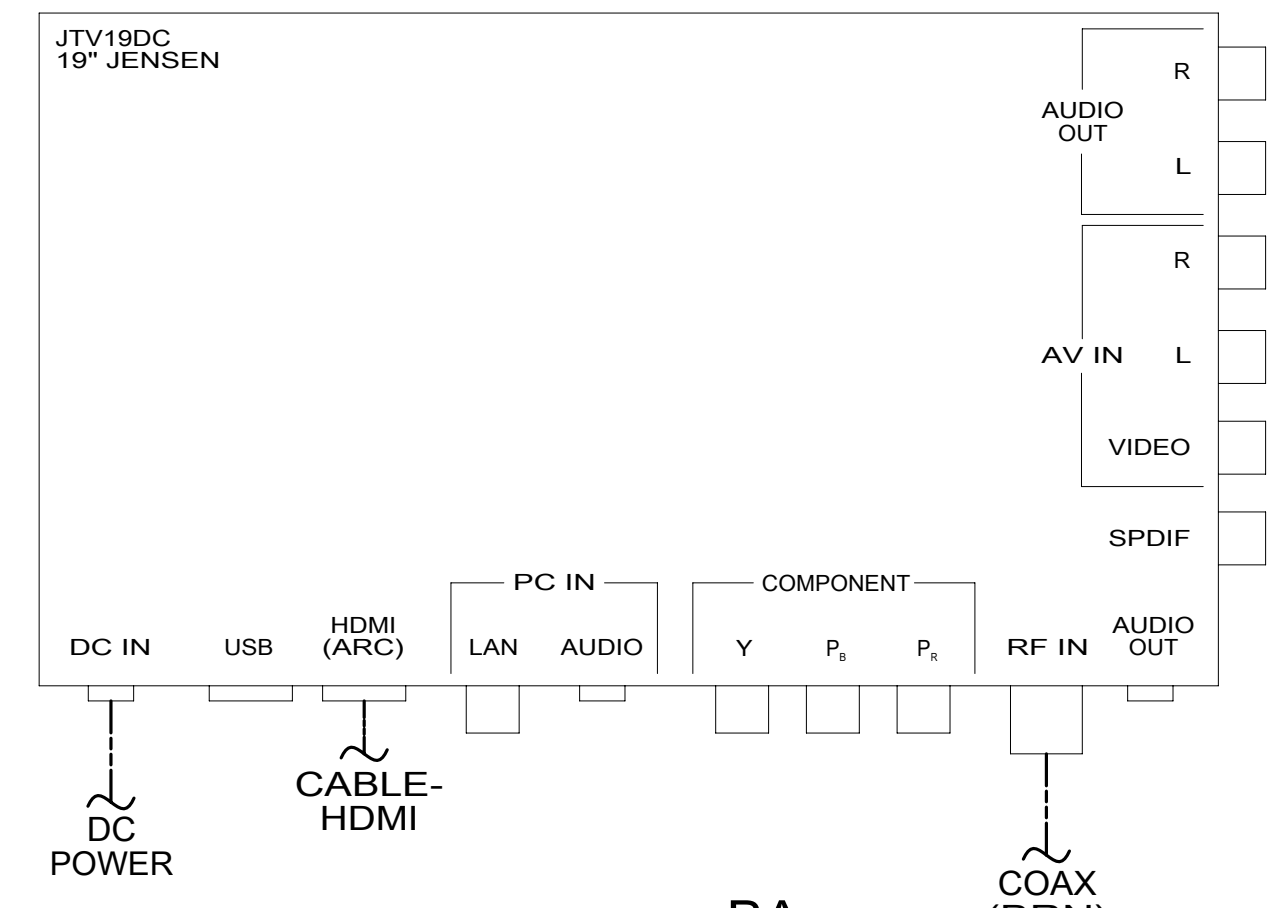 JTV19DC
19" JENSEN
R
AUDIO
OUT
L
R
AV IN L
VIDEO
SPDIF
PC IN
COMPONENT
DC IN
USB
HDMI
(ARC)
LAN
AUDIO
Y
PB
PR
RF IN
AUDIO
OUT
CABLE-
HDMI
DC
POWER
COAX